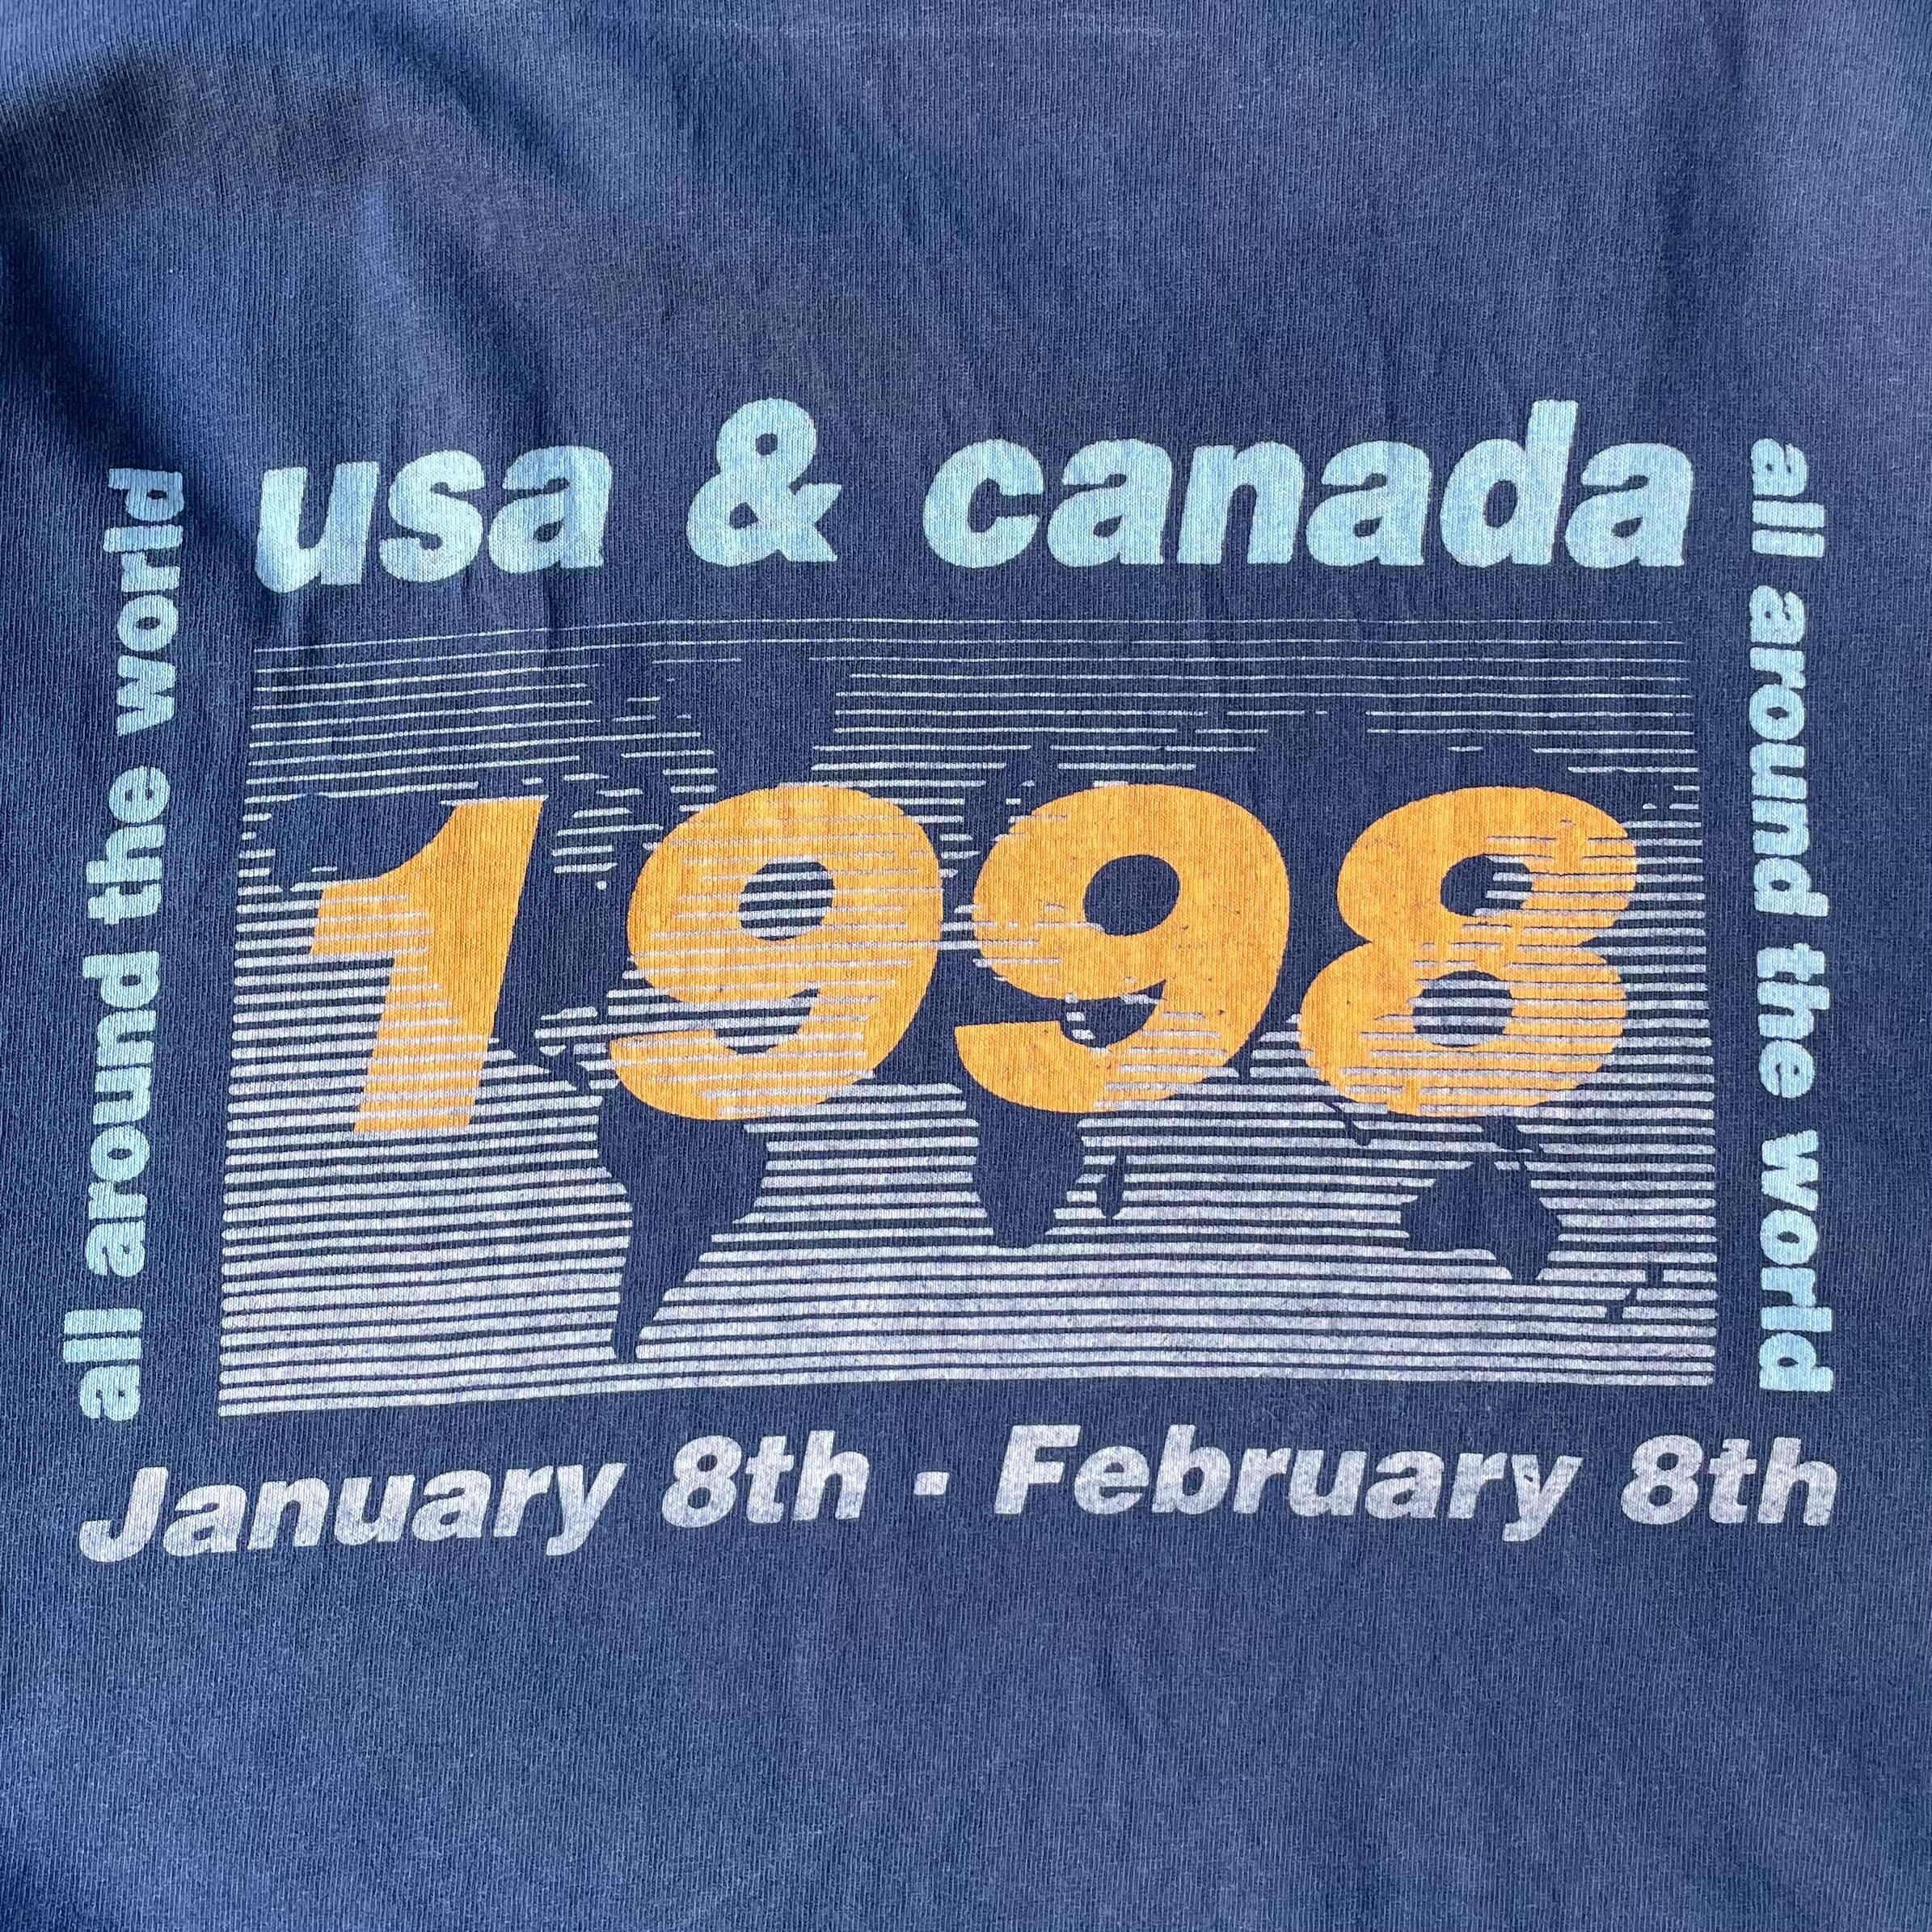 usa & canada
all around the world
1998
all around the world
January 8th - February 8th